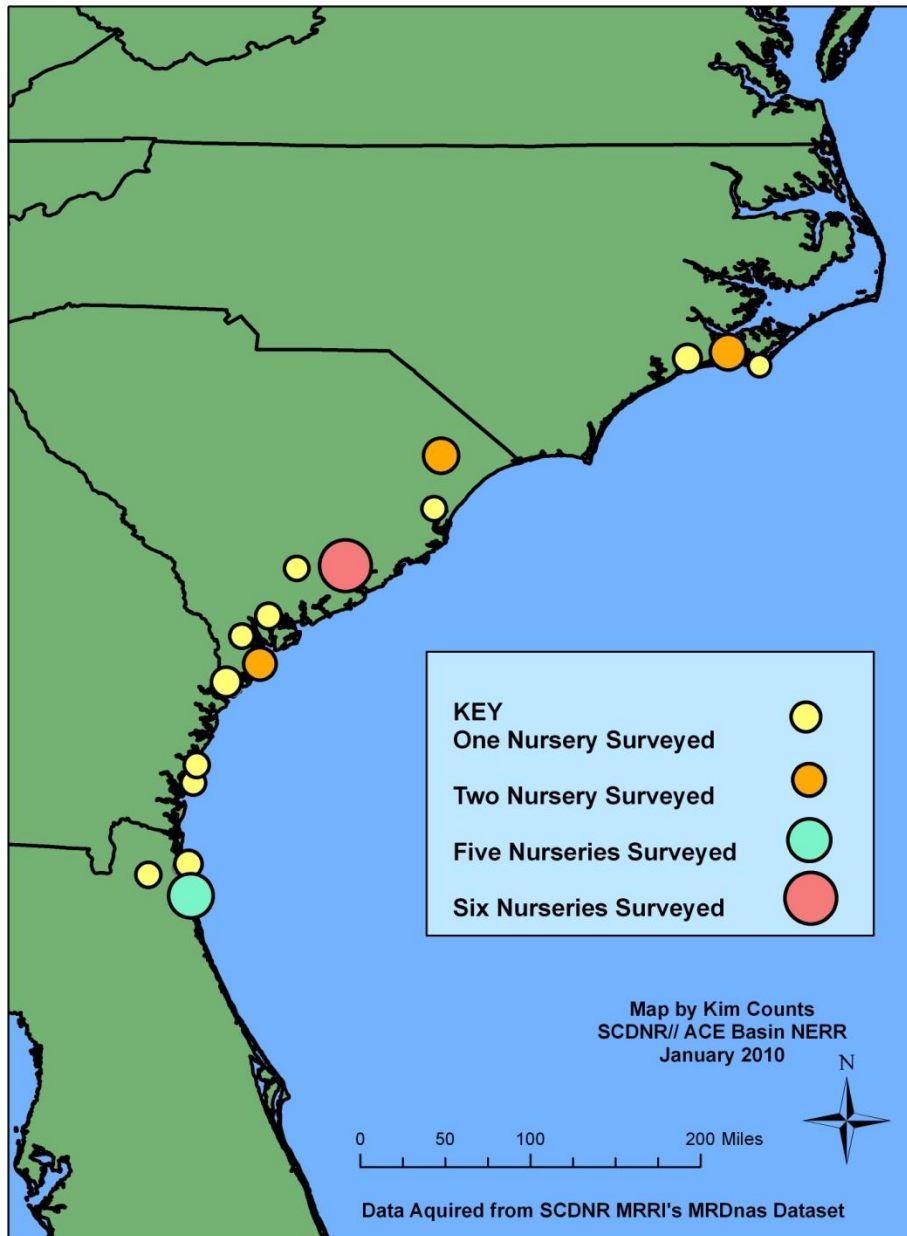 KEY
One Nursery Surveyed
Two Nursery Surveyed
Five Nurseries Surveyed
Six Nurseries Surveyed
Map by Kim Counts
SCDNR// ACE Basin NERR
January 2010
N
0 50 100 200 Miles
Data Aquired from SCDNR MRRI's MRDnas Dataset